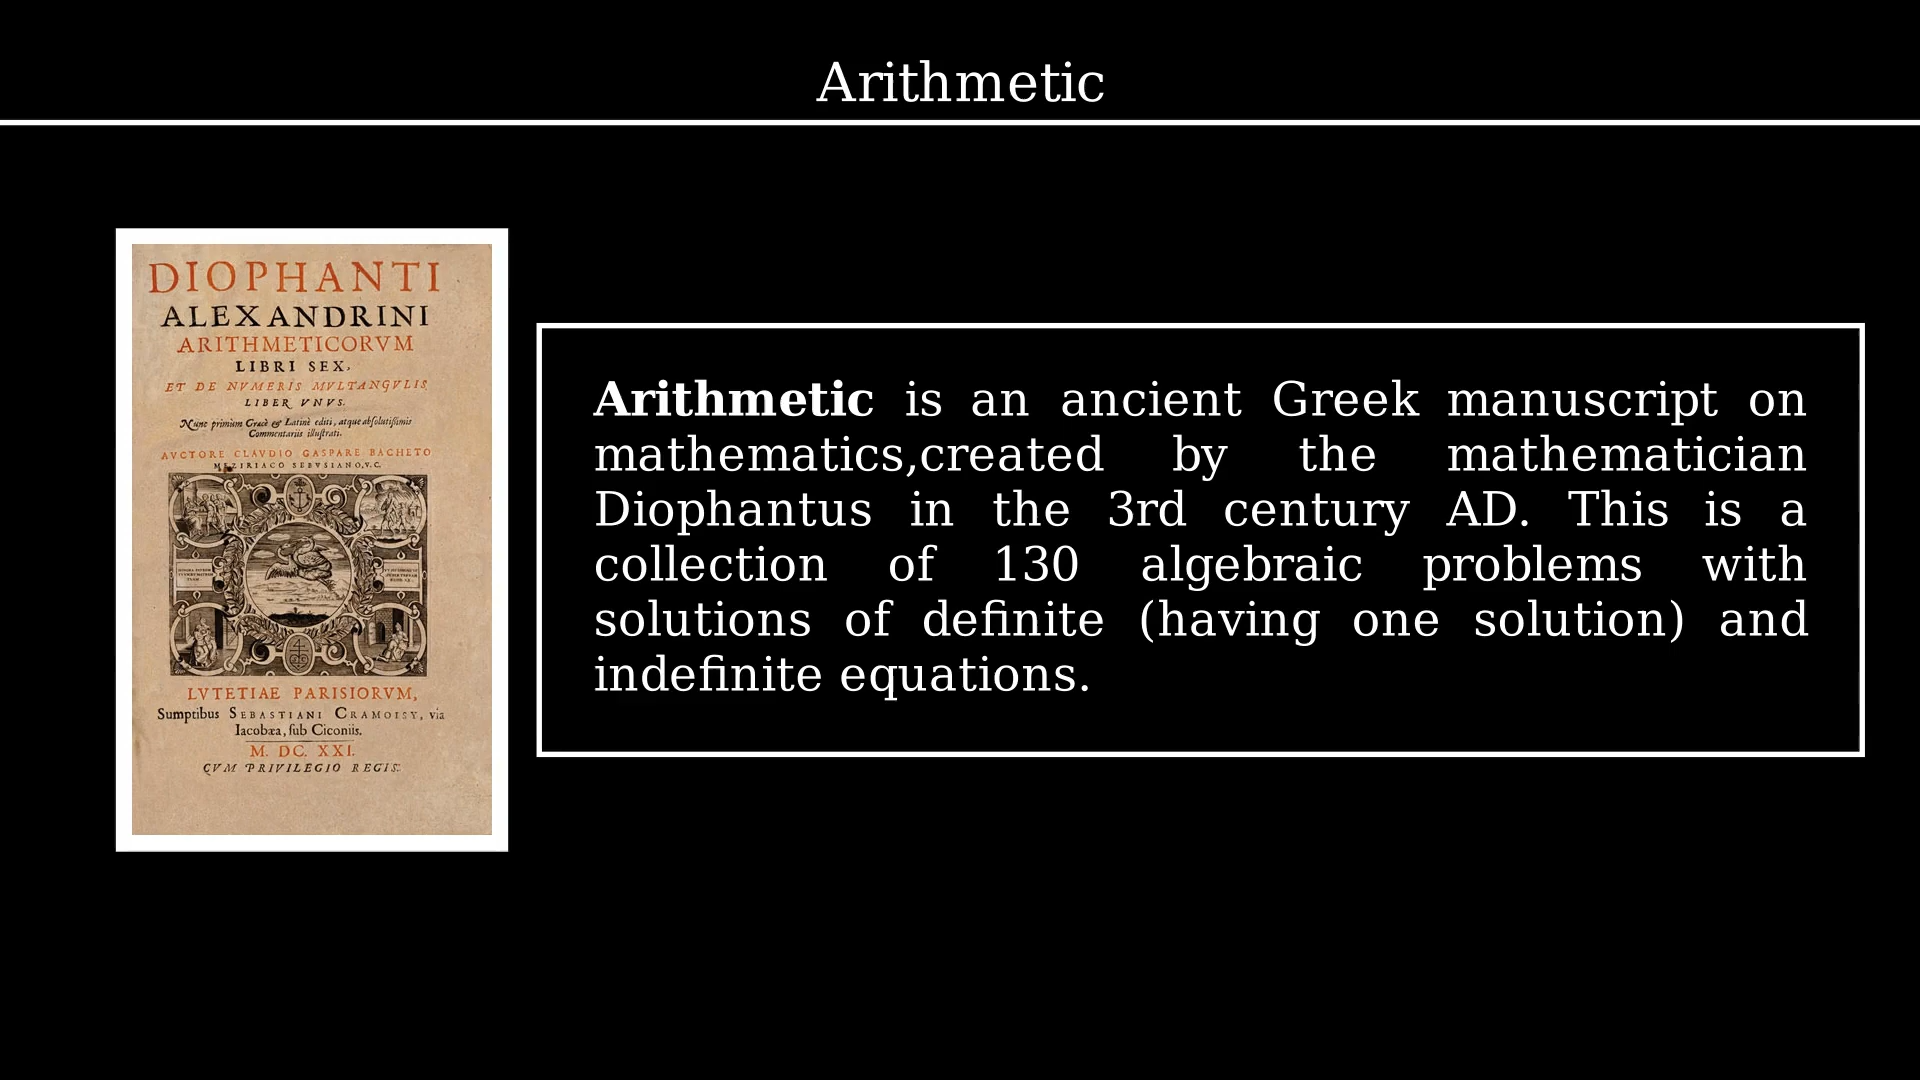 Arithmetic
DIOPHANTI
ALEXANDRINI
ARITHMETICORVM
LIBRI SEX,
ET DE NVMERIS MVLTANGVLIS
LIBER VNVS.
Nunc primùm Græcè & Latinè editi, atque absolutissimis
Commentariis illustrati.
AVCTORE CLAVDIO GASPARE BACHETO
MEZIRIACO SEBVSIANO, V.C.
LVTETIAE PARISIORVM,
Sumptibus SEBASTIANI CRAMOISY, via
Iacobæa, sub Ciconiis.
M. DC. XXI.
CVM PRIVILEGIO REGIS.
Arithmetic is an ancient Greek manuscript on
mathematics,created by the mathematician
Diophantus in the 3rd century AD. This is a
collection of 130 algebraic problems with
solutions of definite (having one solution) and
indefinite equations.